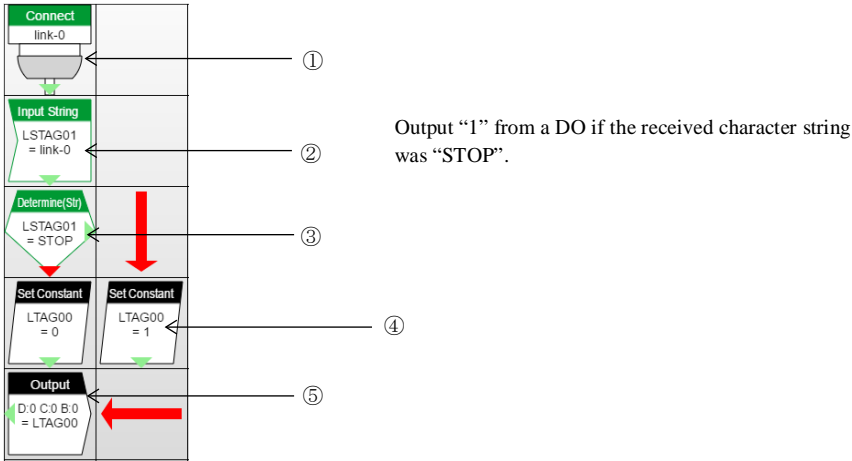 Connect
link-0
①
Input String
LSTAG01
= link-0
②
Output “1” from a DO if the received character string
was “STOP”.
Determine(Str)
LSTAG01
= STOP
③
Set Constant
LTAG00
= 0
Set Constant
LTAG00
= 1
④
Output
D:0 C:0 B:0
= LTAG00
⑤